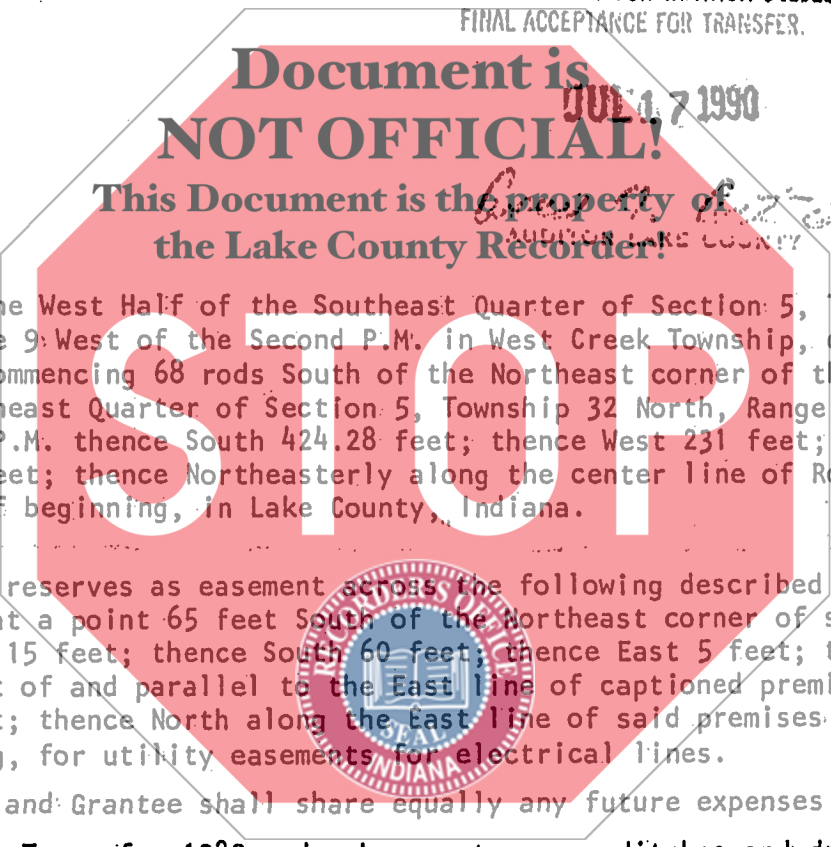 FINAL ACCEPTANCE FOR TRANSFER.
Document is
JUL 17 1990
NOT OFFICIAL!
This Document is the property of
the Lake County Recorder!
AUDITOR LAKE COUNTY
STOP
West Half of the Southeast Quarter of Section 5,
9 West of the Second P.M. in West Creek Township,
ommencing 68 rods South of the Northeast corner of th
heast Quarter of Section 5, Township 32 North, Range
P.M. thence South 424.28 feet; thence West 231 feet;
eet; thence Northeasterly along the center line of Ro
f beginning, in Lake County, Indiana.
reserves as easement across the following described
at a point 65 feet South of the Northeast corner of s
15 feet; thence South 60 feet; thence East 5 feet; t
t of and parallel to the East line of captioned premi
t; thence North along the East line of said premises
g, for utility easements for electrical lines.
RECORDER'S OFFICE
SEAL
INDIANA
and Grantee shall share equally any future expenses